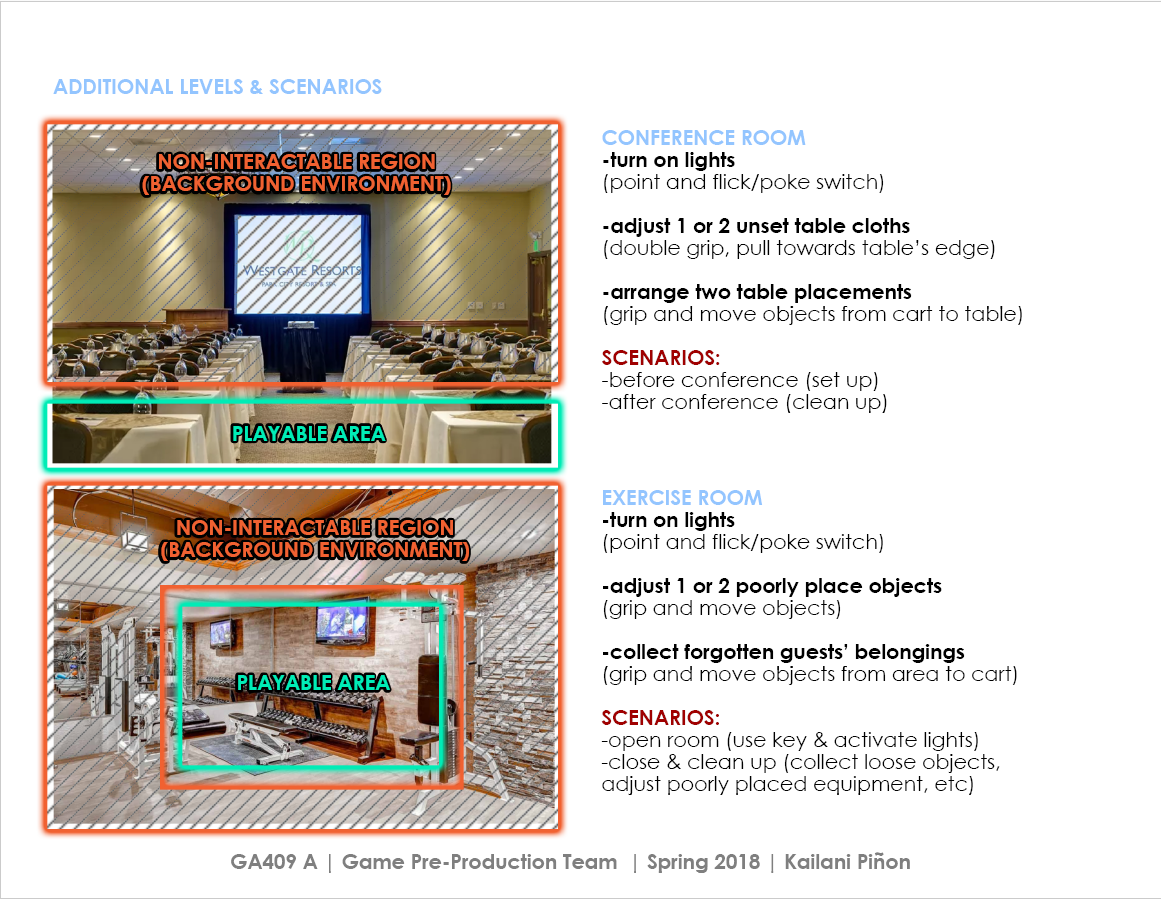 ADDITIONAL LEVELS & SCENARIOS
NON-INTERACTABLE REGION
(BACKGROUND ENVIRONMENT)
WESTGATE RESORTS
PARK CITY RESORT & SPA
PLAYABLE AREA
CONFERENCE ROOM
-turn on lights
(point and flick/poke switch)
-adjust 1 or 2 unset table cloths
(double grip, pull towards table’s edge)
-arrange two table placements
(grip and move objects from cart to table)
SCENARIOS:
-before conference (set up)
-after conference (clean up)
NON-INTERACTABLE REGION
(BACKGROUND ENVIRONMENT)
PLAYABLE AREA
EXERCISE ROOM
-turn on lights
(point and flick/poke switch)
-adjust 1 or 2 poorly place objects
(grip and move objects)
-collect forgotten guests’ belongings
(grip and move objects from area to cart)
SCENARIOS:
-open room (use key & activate lights)
-close & clean up (collect loose objects,
adjust poorly placed equipment, etc)
GA409 A | Game Pre-Production Team | Spring 2018 | Kailani Piñon